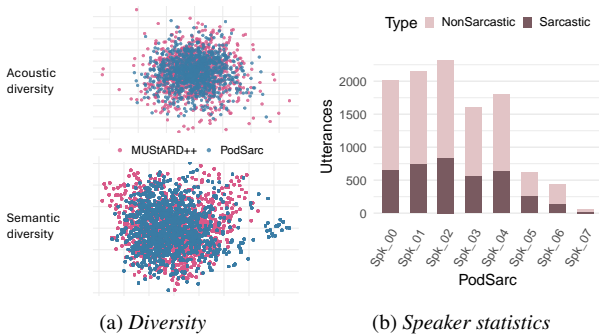 Acoustic
diversity
MUStARD++ PodSarc
Semantic
diversity
(a) Diversity
Type NonSarcastic Sarcastic
Utterances
2000
1500
1000
500
0
Spk_00 Spk_01 Spk_02 Spk_03 Spk_04 Spk_05 Spk_06 Spk_07
PodSarc
(b) Speaker statistics